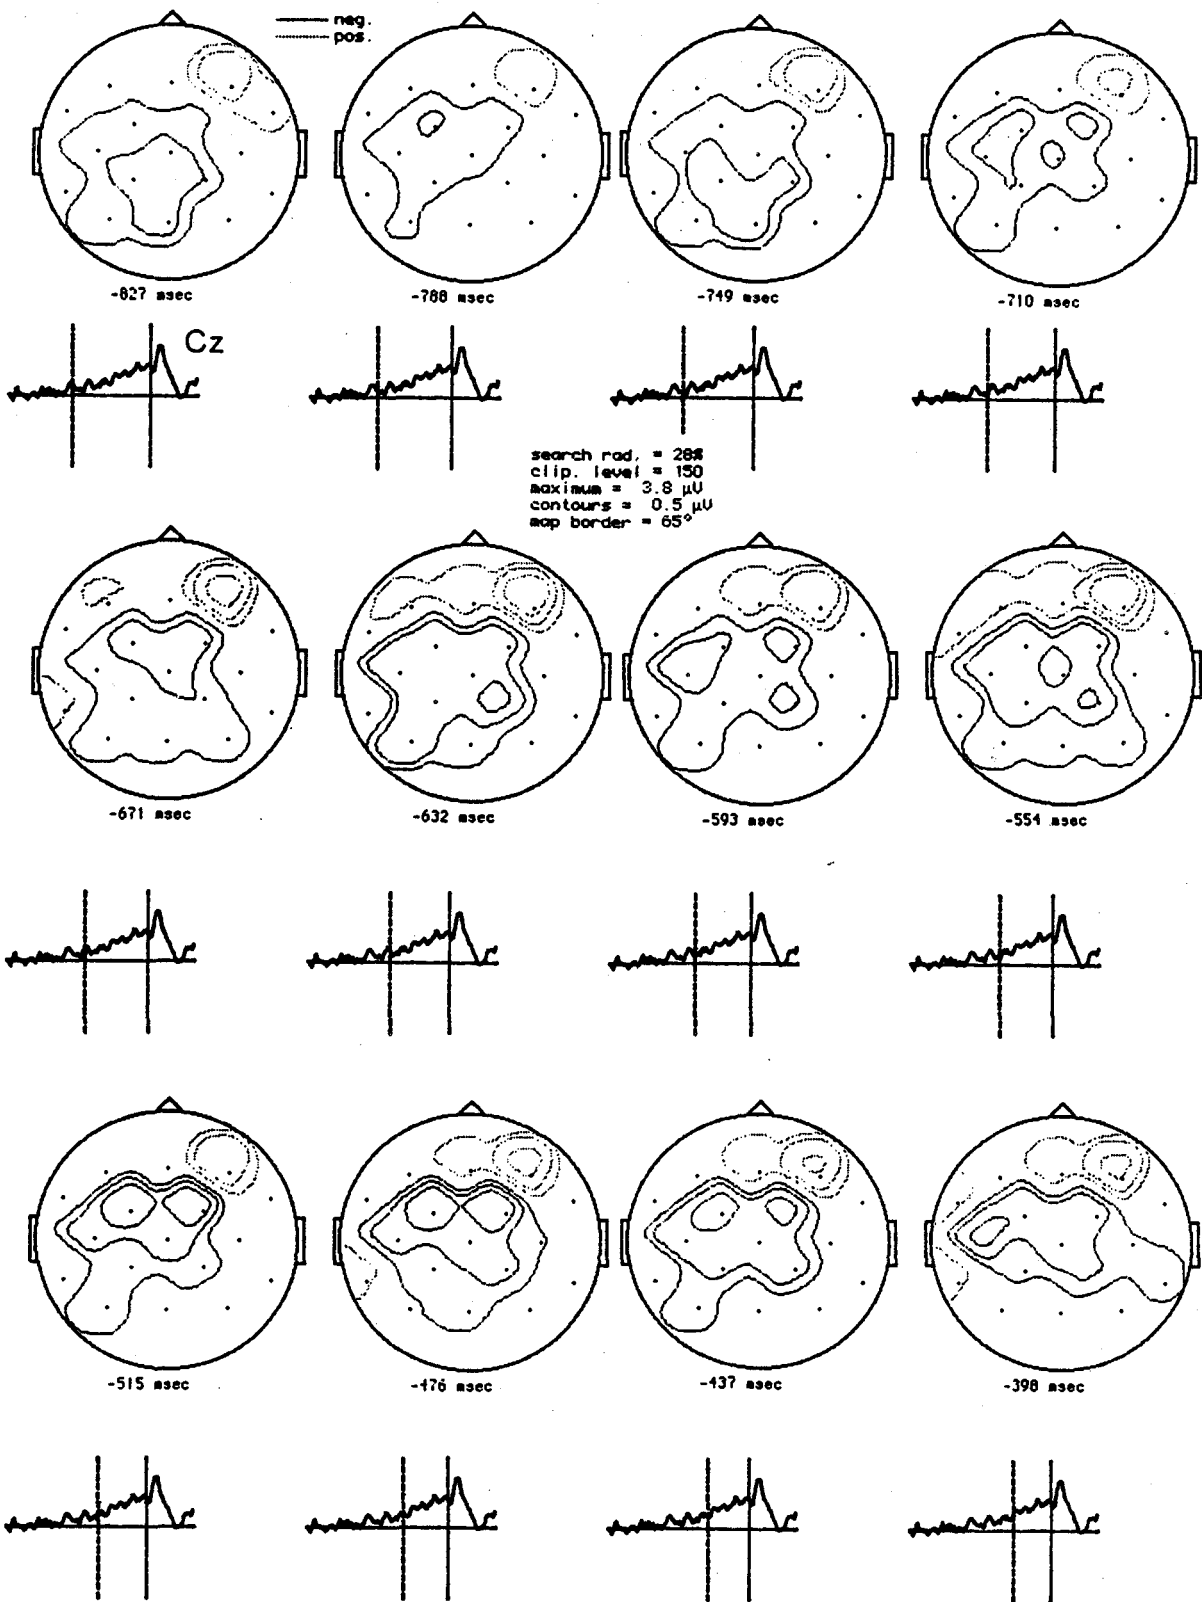 neg.
pos.
-827 msec
-788 msec
-749 msec
-710 msec
Cz
search rad. = 28%
clip. level = 150
maximum = 3.8 µV
contours = 0.5 µV
map border = 65°
-671 msec
-632 msec
-593 msec
-554 msec
-515 msec
-476 msec
-437 msec
-398 msec